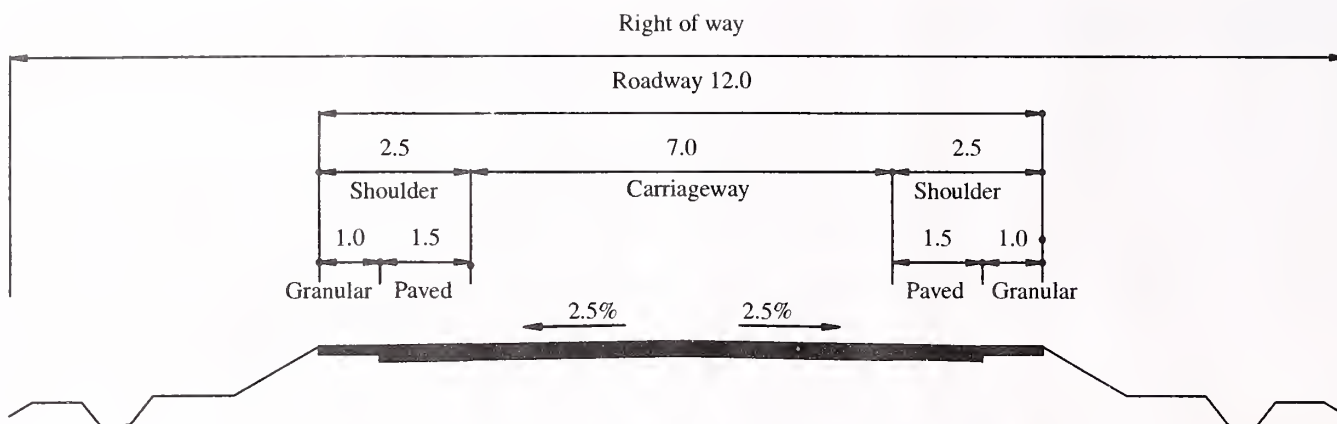 Right of way
Roadway 12.0
2.5 7.0 2.5
Shoulder Carriageway Shoulder
1.0 1.5 1.5 1.0
Granular Paved Paved Granular
2.5% 2.5%